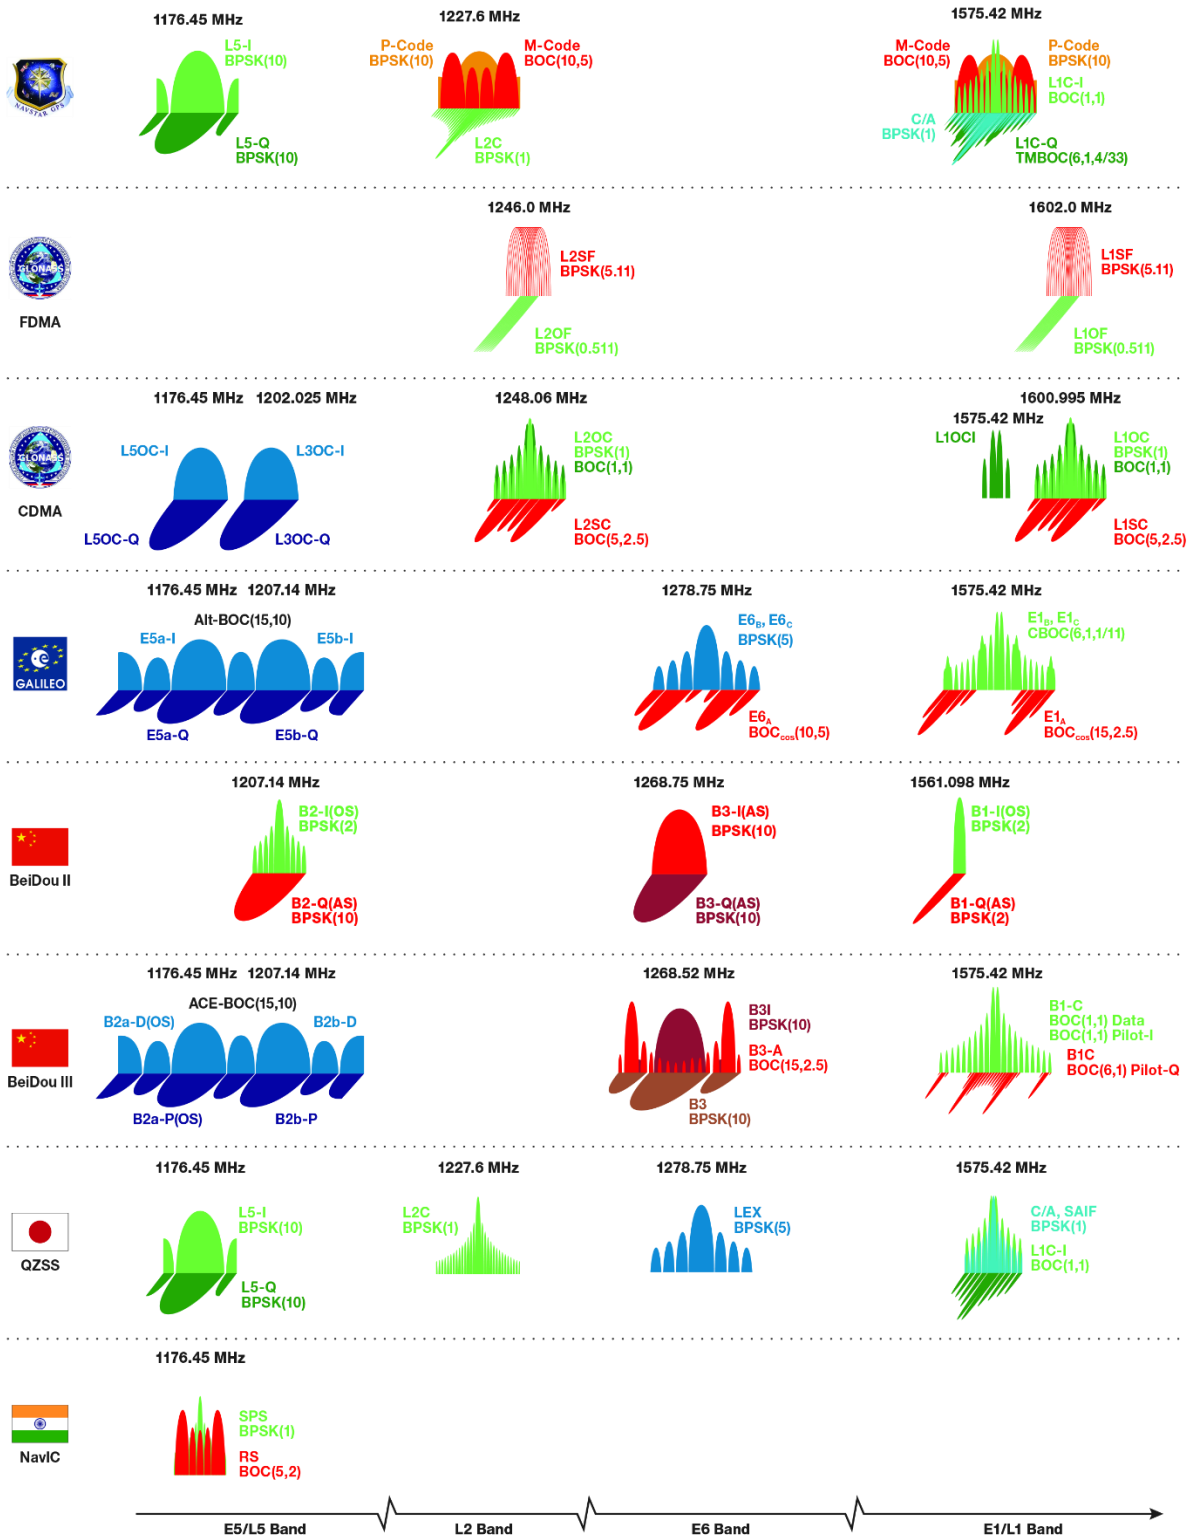 1176.45 MHz
1227.6 MHz
1575.42 MHz
NAVSTAR GPS
L5-I
BPSK(10)
L5-Q
BPSK(10)
P-Code
BPSK(10)
M-Code
BOC(10,5)
L2C
BPSK(1)
M-Code
BOC(10,5)
P-Code
BPSK(10)
L1C-I
BOC(1,1)
C/A
BPSK(1)
L1C-Q
TMBOC(6,1,4/33)
1246.0 MHz
1602.0 MHz
GLONASS
FDMA
L2SF
BPSK(5.11)
L2OF
BPSK(0.511)
L1SF
BPSK(5.11)
L1OF
BPSK(0.511)
1176.45 MHz
1202.025 MHz
1248.06 MHz
1600.995 MHz
1575.42 MHz
GLONASS
CDMA
L5OC-I
L3OC-I
L5OC-Q
L3OC-Q
L2OC
BPSK(1)
BOC(1,1)
L2SC
BOC(5,2.5)
L1OCI
L1OC
BPSK(1)
BOC(1,1)
L1SC
BOC(5,2.5)
1176.45 MHz
1207.14 MHz
1278.75 MHz
1575.42 MHz
GALILEO
Alt-BOC(15,10)
E5a-I
E5b-I
E5a-Q
E5b-Q
E6B, E6C
BPSK(5)
E6A
BOCcos(10,5)
E1B, E1C
CBOC(6,1,1/11)
E1A
BOCcos(15,2.5)
1207.14 MHz
1268.75 MHz
1561.098 MHz
BeiDou II
B2-I(OS)
BPSK(2)
B2-Q(AS)
BPSK(10)
B3-I(AS)
BPSK(10)
B3-Q(AS)
BPSK(10)
B1-I(OS)
BPSK(2)
B1-Q(AS)
BPSK(2)
1176.45 MHz
1207.14 MHz
1268.52 MHz
1575.42 MHz
BeiDou III
ACE-BOC(15,10)
B2a-D(OS)
B2b-D
B2a-P(OS)
B2b-P
B3I
BPSK(10)
B3-A
BOC(15,2.5)
B3
BPSK(10)
B1-C
BOC(1,1) Data
BOC(1,1) Pilot-I
B1C
BOC(6,1) Pilot-Q
1176.45 MHz
1227.6 MHz
1278.75 MHz
1575.42 MHz
QZSS
L5-I
BPSK(10)
L5-Q
BPSK(10)
L2C
BPSK(1)
LEX
BPSK(5)
C/A, SAIF
BPSK(1)
L1C-I
BOC(1,1)
1176.45 MHz
NavIC
SPS
BPSK(1)
RS
BOC(5,2)
E5/L5 Band
L2 Band
E6 Band
E1/L1 Band